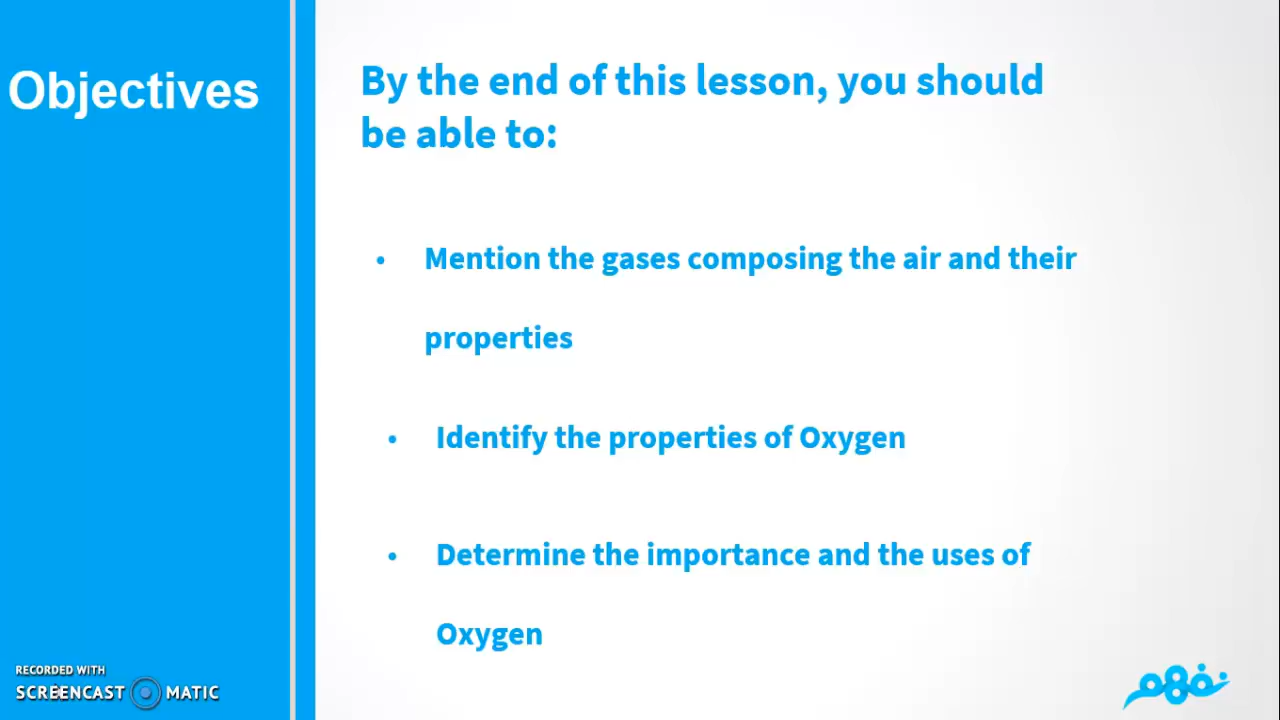 Objectives
By the end of this lesson, you should
be able to:
• Mention the gases composing the air and their
properties
• Identify the properties of Oxygen
• Determine the importance and the uses of
Oxygen
RECORDED WITH
SCREENCAST MATIC
نفهم